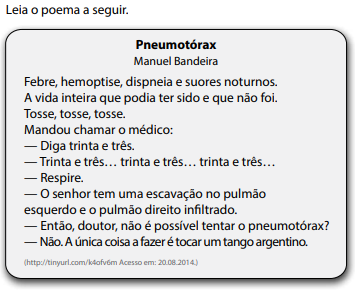 Leia o poema a seguir.
Pneumotórax
Manuel Bandeira
Febre, hemoptise, dispneia e suores noturnos.
A vida inteira que podia ter sido e que não foi.
Tosse, tosse, tosse.
Mandou chamar o médico:
— Diga trinta e três.
— Trinta e três… trinta e três… trinta e três…
— Respire.
— O senhor tem uma escavação no pulmão
esquerdo e o pulmão direito infiltrado.
— Então, doutor, não é possível tentar o pneumotórax?
— Não. A única coisa a fazer é tocar um tango argentino.
(http://tinyurl.com/k4ofv6m Acesso em: 20.08.2014.)